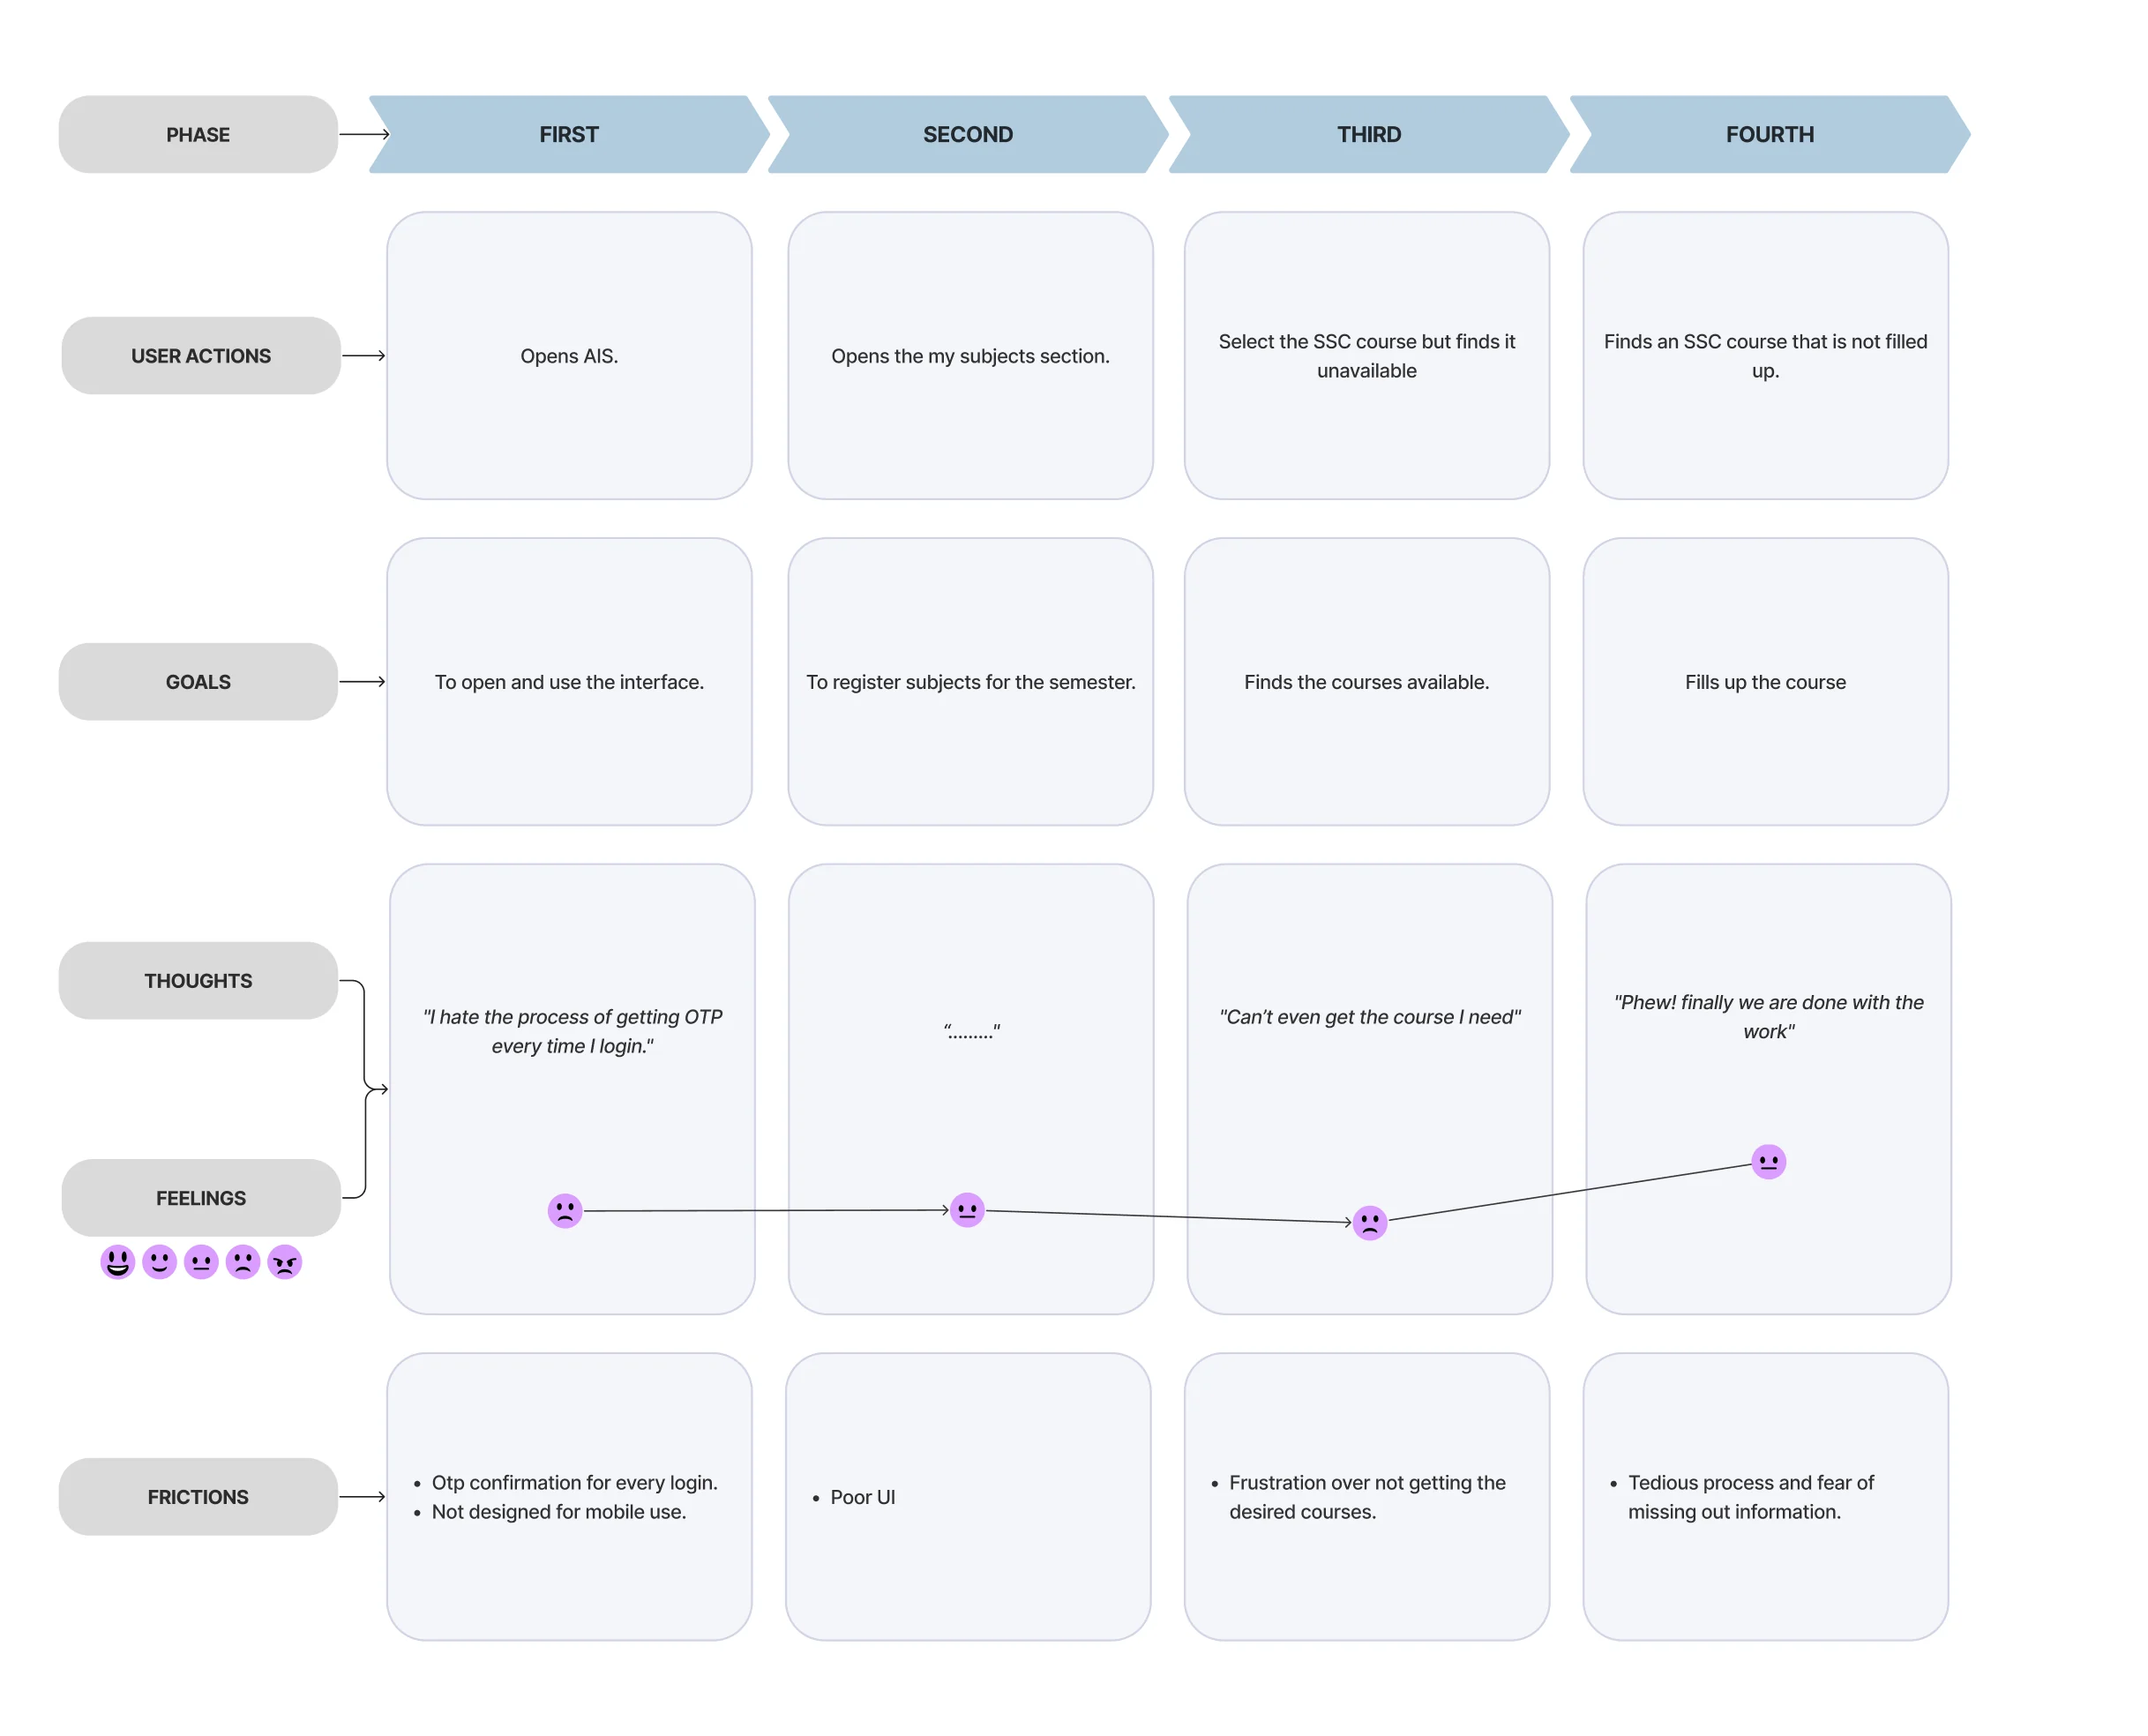 PHASE
FIRST
SECOND
THIRD
FOURTH
USER ACTIONS
Opens AIS.
Opens the my subjects section.
Select the SSC course but finds it
unavailable
Finds an SSC course that is not filled
up.
GOALS
To open and use the interface.
To register subjects for the semester.
Finds the courses available.
Fills up the course
THOUGHTS
"I hate the process of getting OTP
every time I login."
“........."
"Can’t even get the course I need"
"Phew! finally we are done with the
work"
FEELINGS
FRICTIONS
• Otp confirmation for every login.
• Not designed for mobile use.
• Poor UI
• Frustration over not getting the
desired courses.
• Tedious process and fear of
missing out information.